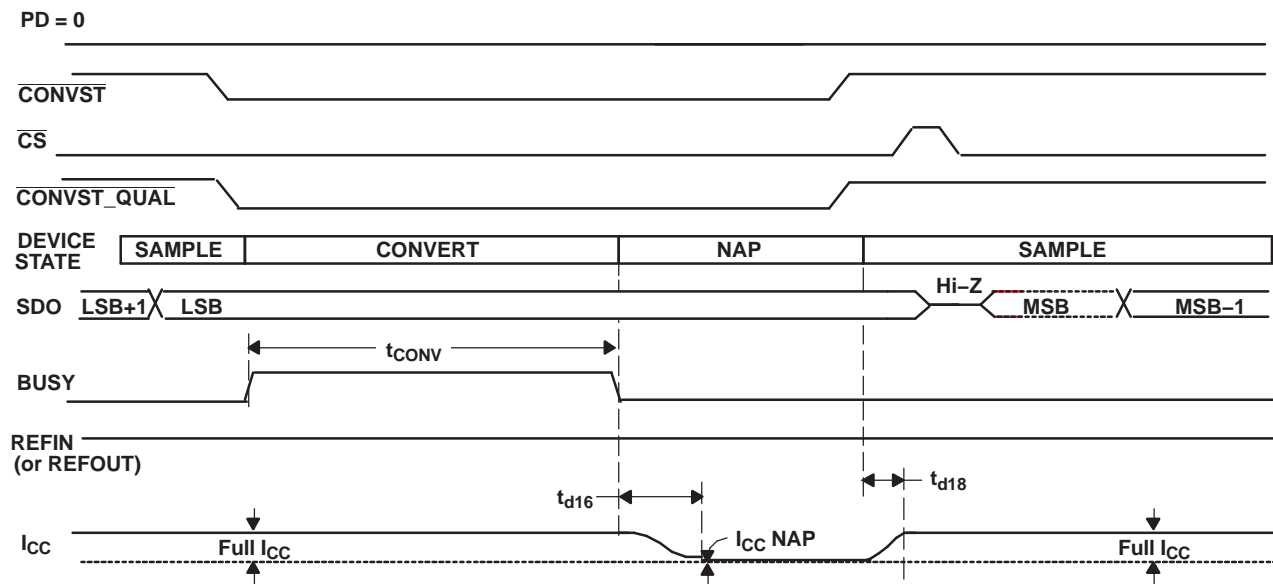 PD = 0
CONVST
CS
CONVST_QUAL
DEVICE STATE
SAMPLE CONVERT NAP SAMPLE
SDO LSB+1 LSB Hi–Z MSB MSB–1
tCONV
BUSY
REFIN
(or REFOUT)
td16 td18
ICC Full ICC ICC NAP Full ICC